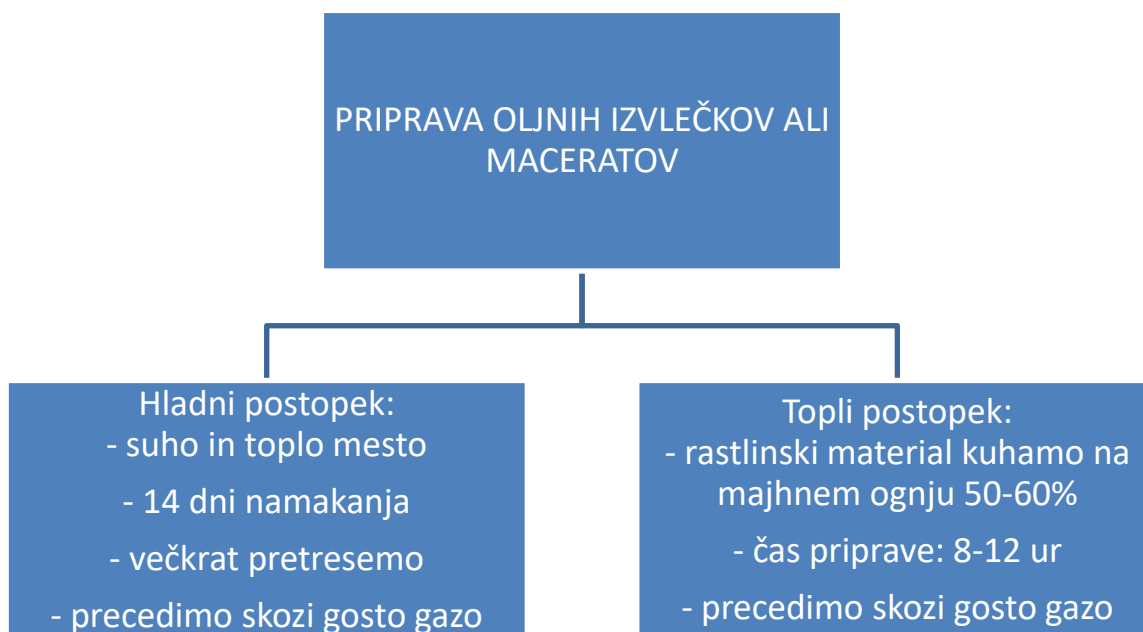 PRIPRAVA OLJNIH IZVLEČKOV ALI
MACERATOV
Hladni postopek:
- suho in toplo mesto
- 14 dni namakanja
- večkrat pretresemo
- precedimo skozi gosto gazo
Topli postopek:
- rastlinski material kuhamo na
majhnem ognju 50-60%
- čas priprave: 8-12 ur
- precedimo skozi gosto gazo